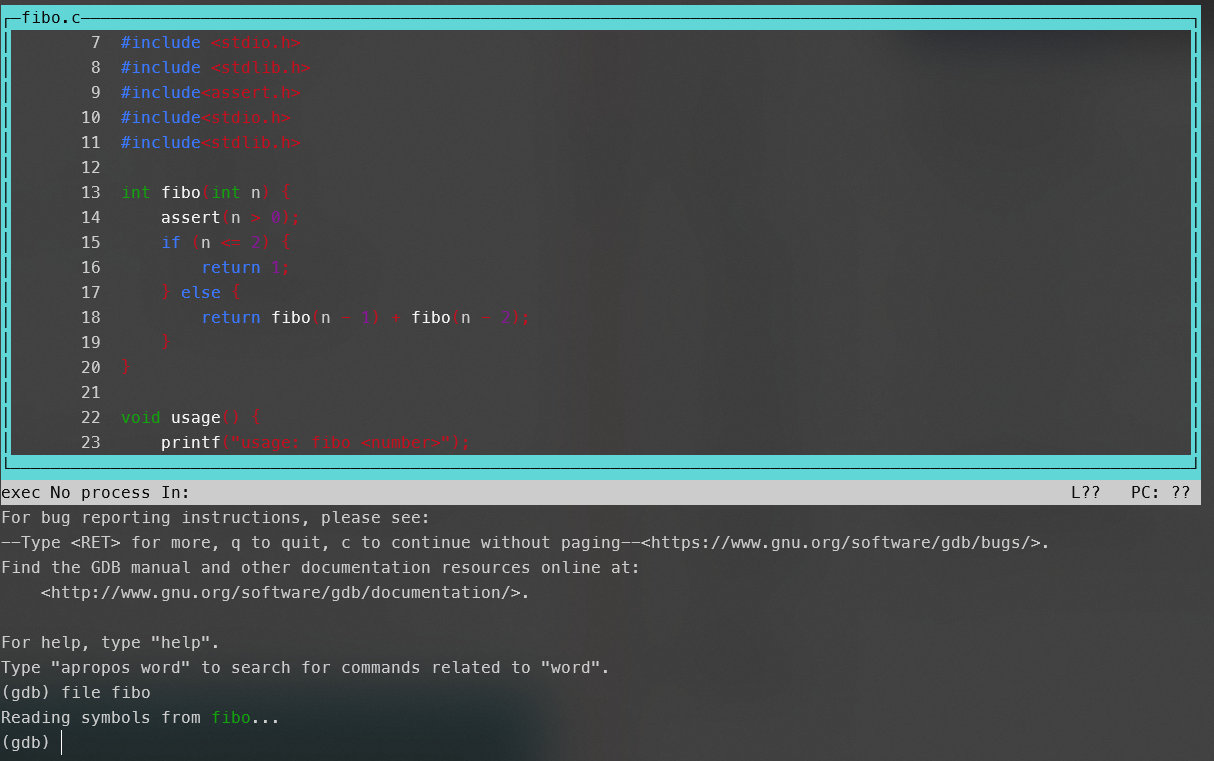 fibo.c
7 #include <stdio.h>
8 #include <stdlib.h>
9 #include<assert.h>
10 #include<stdio.h>
11 #include<stdlib.h>
12
13 int fibo(int n) {
14     assert(n > 0);
15     if (n <= 2) {
16         return 1;
17     } else {
18         return fibo(n - 1) + fibo(n - 2);
19     }
20 }
21
22 void usage() {
23     printf("usage: fibo <number>");
exec No process In: L?? PC: ??
For bug reporting instructions, please see:
--Type <RET> for more, q to quit, c to continue without paging--<https://www.gnu.org/software/gdb/bugs/>.
Find the GDB manual and other documentation resources online at:
    <http://www.gnu.org/software/gdb/documentation/>.
For help, type "help".
Type "apropos word" to search for commands related to "word".
(gdb) file fibo
Reading symbols from fibo...
(gdb)